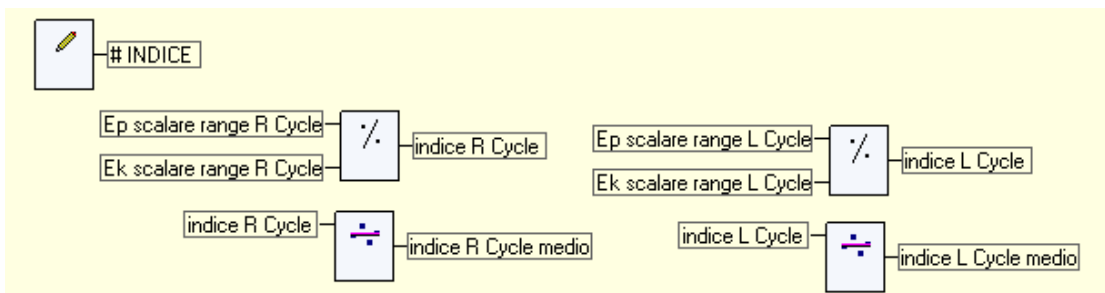 # INDICE
Ep scalare range R Cycle
Ek scalare range R Cycle
indice R Cycle
Ep scalare range L Cycle
Ek scalare range L Cycle
indice L Cycle
indice R Cycle
indice R Cycle medio
indice L Cycle
indice L Cycle medio